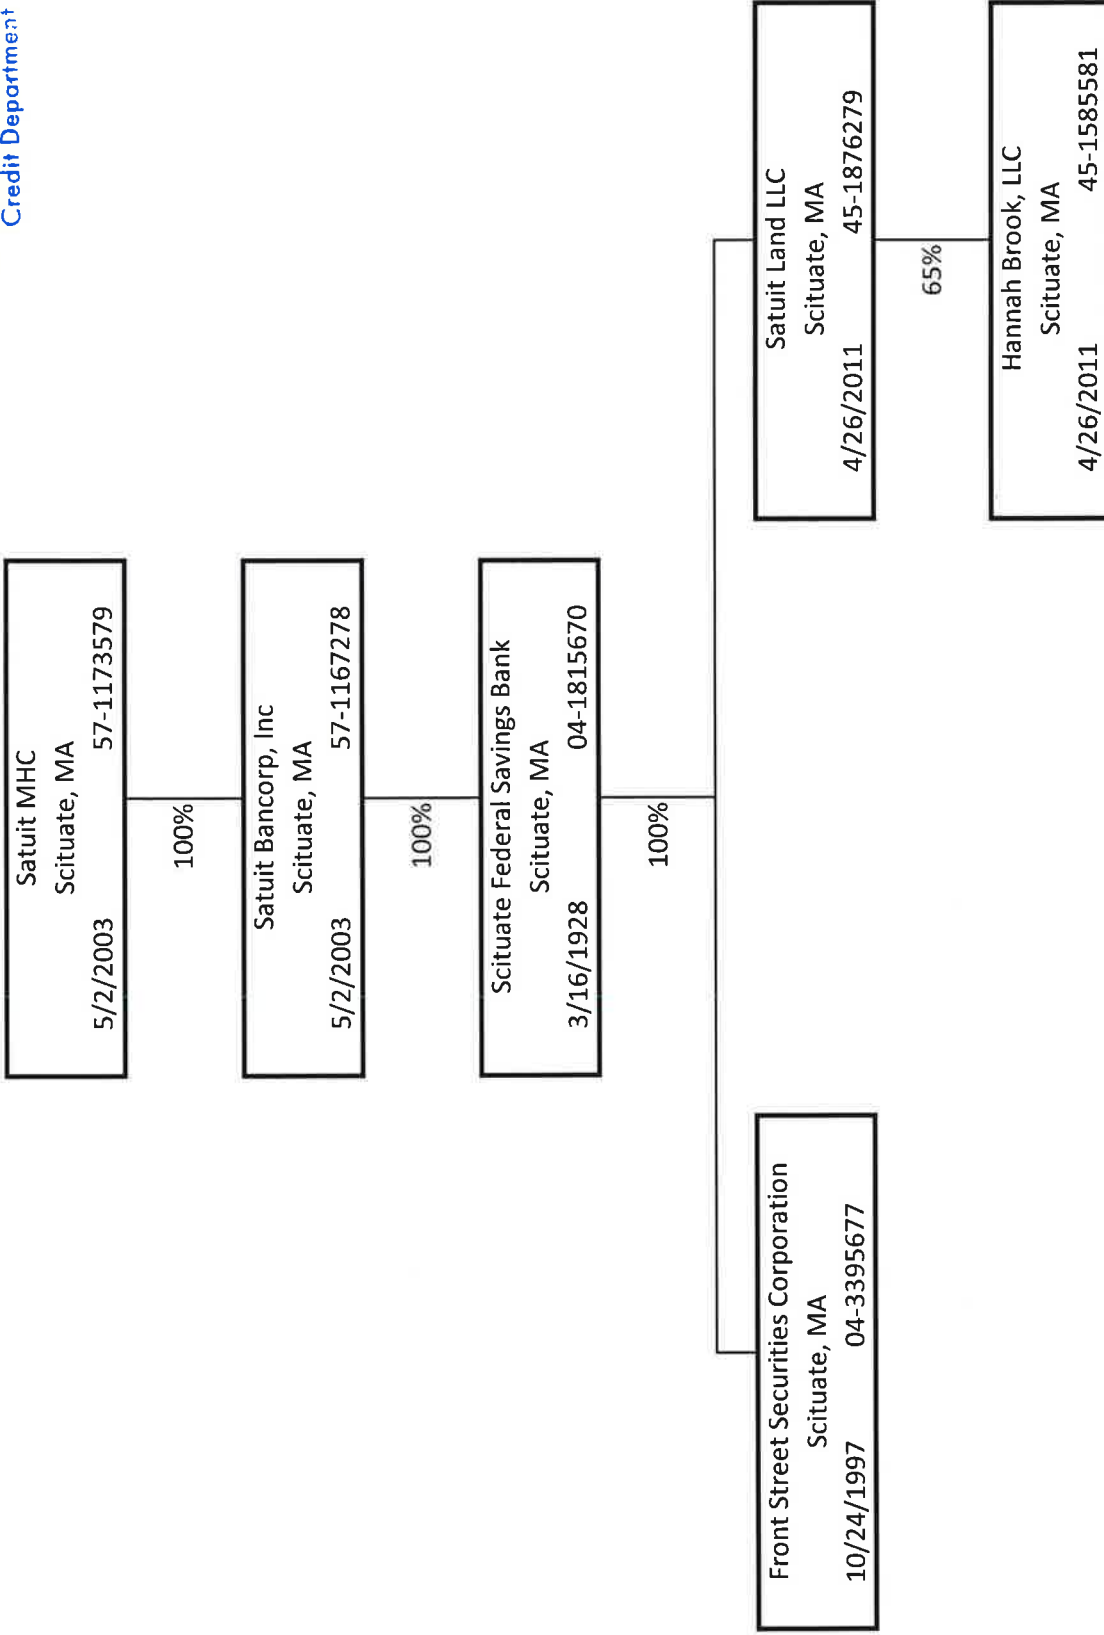 Credit Department
Satuit MHC
Scituate, MA
5/2/2003 57-1173579
100%
Satuit Bancorp, Inc
Scituate, MA
5/2/2003 57-1167278
100%
Scituate Federal Savings Bank
Scituate, MA
3/16/1928 04-1815670
100%
Front Street Securities Corporation
Scituate, MA
10/24/1997 04-3395677
Satuit Land LLC
Scituate, MA
4/26/2011 45-1876279
65%
Hannah Brook, LLC
Scituate, MA
4/26/2011 45-1585581